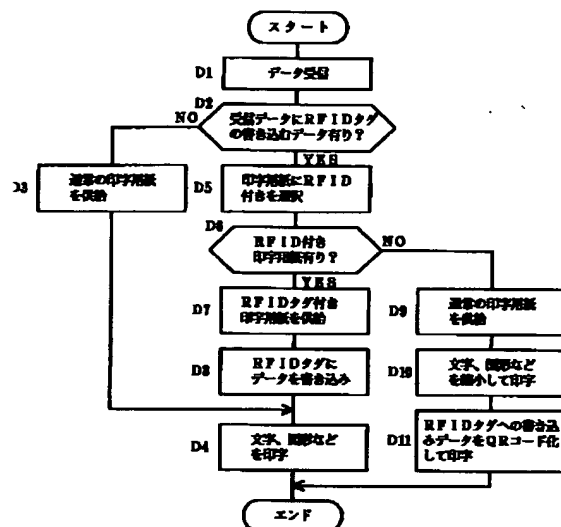 スタート
D1
データ受信
D2
受信データにRFIDタグ
の書き込むデータ有り?
NO
YES
D3
通常の印字用紙
を供給
D5
印字用紙にRFID
付きを選択
D6
RFID付き
印字用紙有り?
NO
YES
D7
RFIDタグ付き
印字用紙を供給
D9
通常の印字用紙
を供給
D8
RFIDタグに
データを書き込み
D10
文字、図形など
を縮小して印字
D4
文字、図形など
を印字
D11
RFIDタグへの書き込
みデータをQRコード化
して印字
エンド